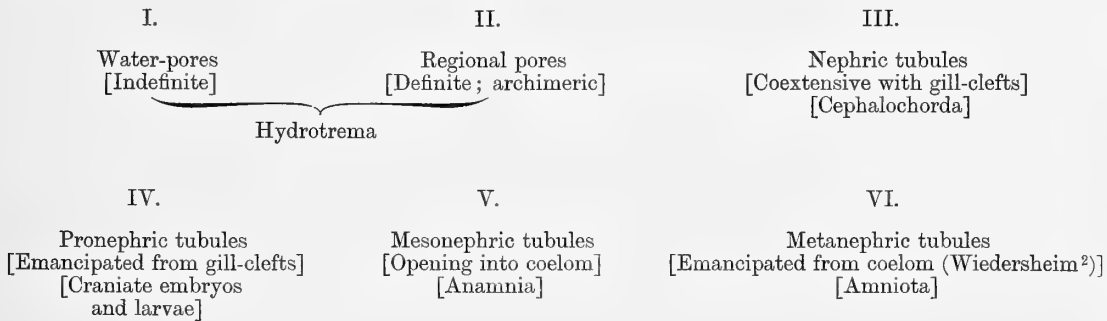 I.
Water-pores
[Indefinite]
II.
Regional pores
[Definite; archimeric]
Hydrotrema
III.
Nephric tubules
[Coextensive with gill-clefts]
[Cephalochorda]
IV.
Pronephric tubules
[Emancipated from gill-clefts]
[Craniate embryos
and larvae]
V.
Mesonephric tubules
[Opening into coelom]
[Anamnia]
VI.
Metanephric tubules
[Emancipated from coelom (Wiedersheim²)]
[Amniota]